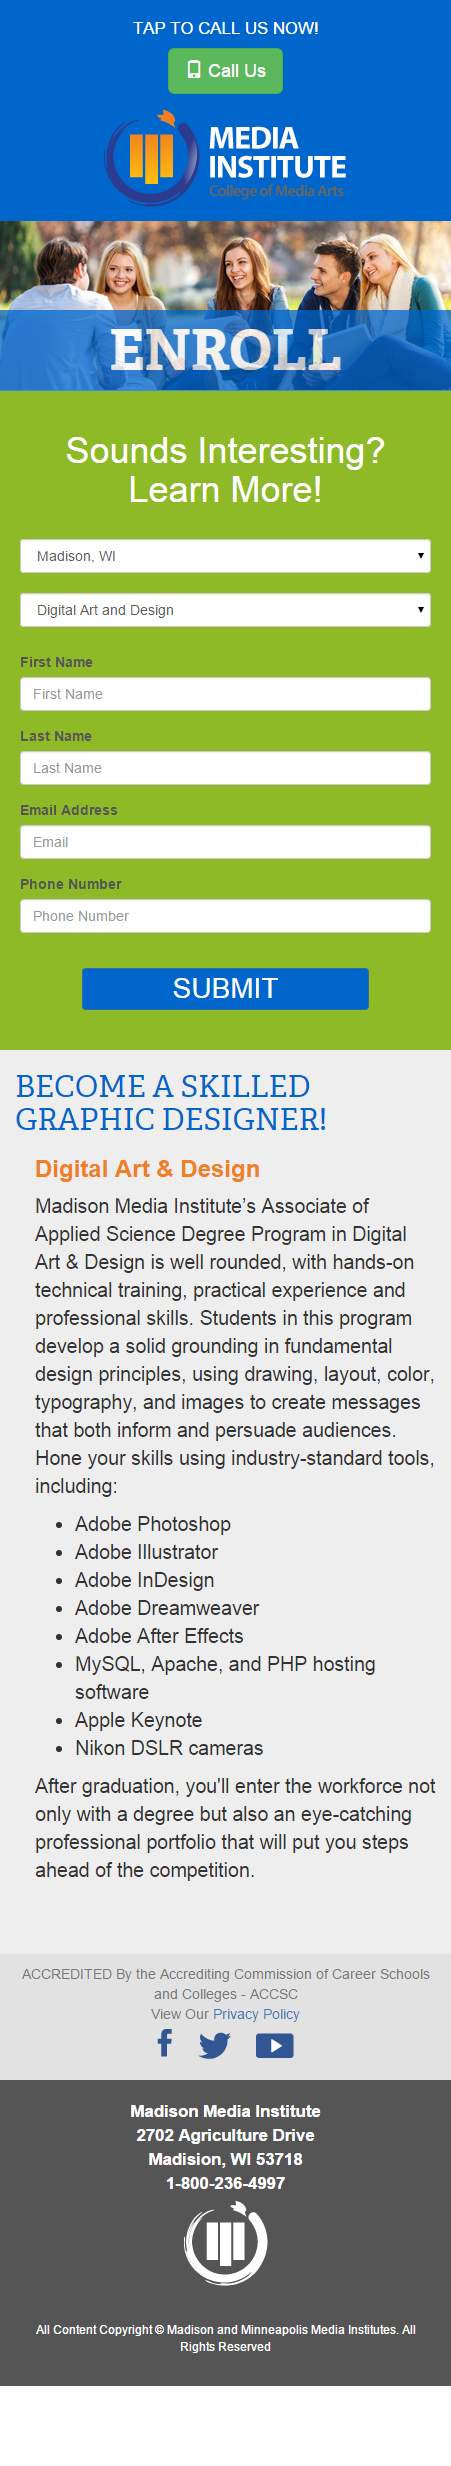 TAP TO CALL US NOW!
Call Us
MEDIA
INSTITUTE
College of Media Arts
ENROLL
Sounds Interesting?
Learn More!
Madison, WI
Digital Art and Design
First Name
First Name
Last Name
Last Name
Email Address
Email
Phone Number
Phone Number
SUBMIT
BECOME A SKILLED
GRAPHIC DESIGNER!
Digital Art & Design
Madison Media Institute’s Associate of
Applied Science Degree Program in Digital
Art & Design is well rounded, with hands-on
technical training, practical experience and
professional skills. Students in this program
develop a solid grounding in fundamental
design principles, using drawing, layout, color,
typography, and images to create messages
that both inform and persuade audiences.
Hone your skills using industry-standard tools,
including:
• Adobe Photoshop
• Adobe Illustrator
• Adobe InDesign
• Adobe Dreamweaver
• Adobe After Effects
• MySQL, Apache, and PHP hosting
software
• Apple Keynote
• Nikon DSLR cameras
After graduation, you'll enter the workforce not
only with a degree but also an eye-catching
professional portfolio that will put you steps
ahead of the competition.
ACCREDITED By the Accrediting Commission of Career Schools
and Colleges - ACCSC
View Our Privacy Policy
Madison Media Institute
2702 Agriculture Drive
Madision, WI 53718
1-800-236-4997
All Content Copyright © Madison and Minneapolis Media Institutes. All
Rights Reserved